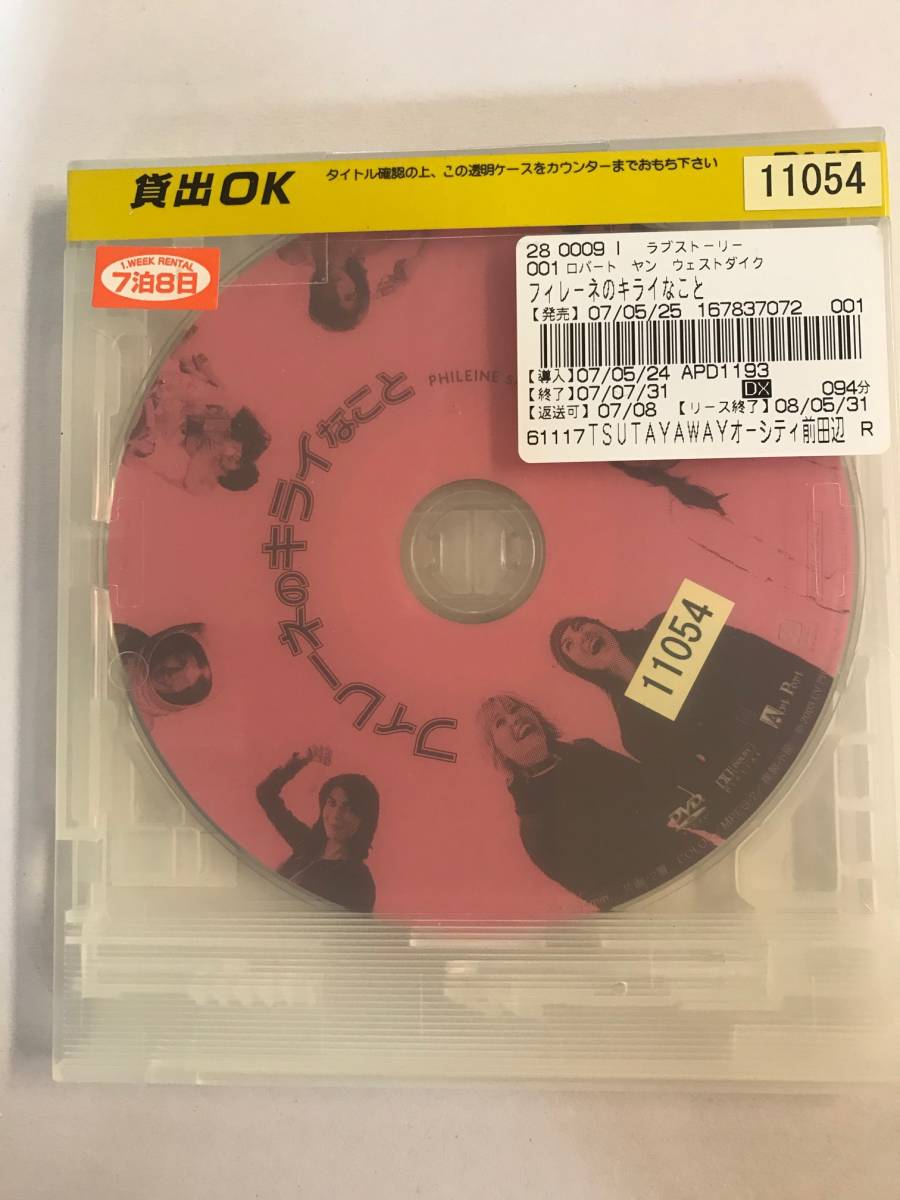 貸出OK
タイトル確認の上、この透明ケースをカウンターまでおもち下さい
11054
1.WEEK RENTAL
7泊8日
28 0009 I ラブストーリー
001 ロバート ヤン ウェストダイク
フィレーネのキライなこと
【発売】07/05/25 167837072 001
【導入】07/05/24 APD1193
【終了】07/07/31 DX 094分
【返送可】07/08 【リース終了】08/05/31
61117 TSUTAYAWAYオーシティ前田辺 R
PHILEINE S
フィレーネのキライなこと
11054
Art Port
DOLBY
DVD